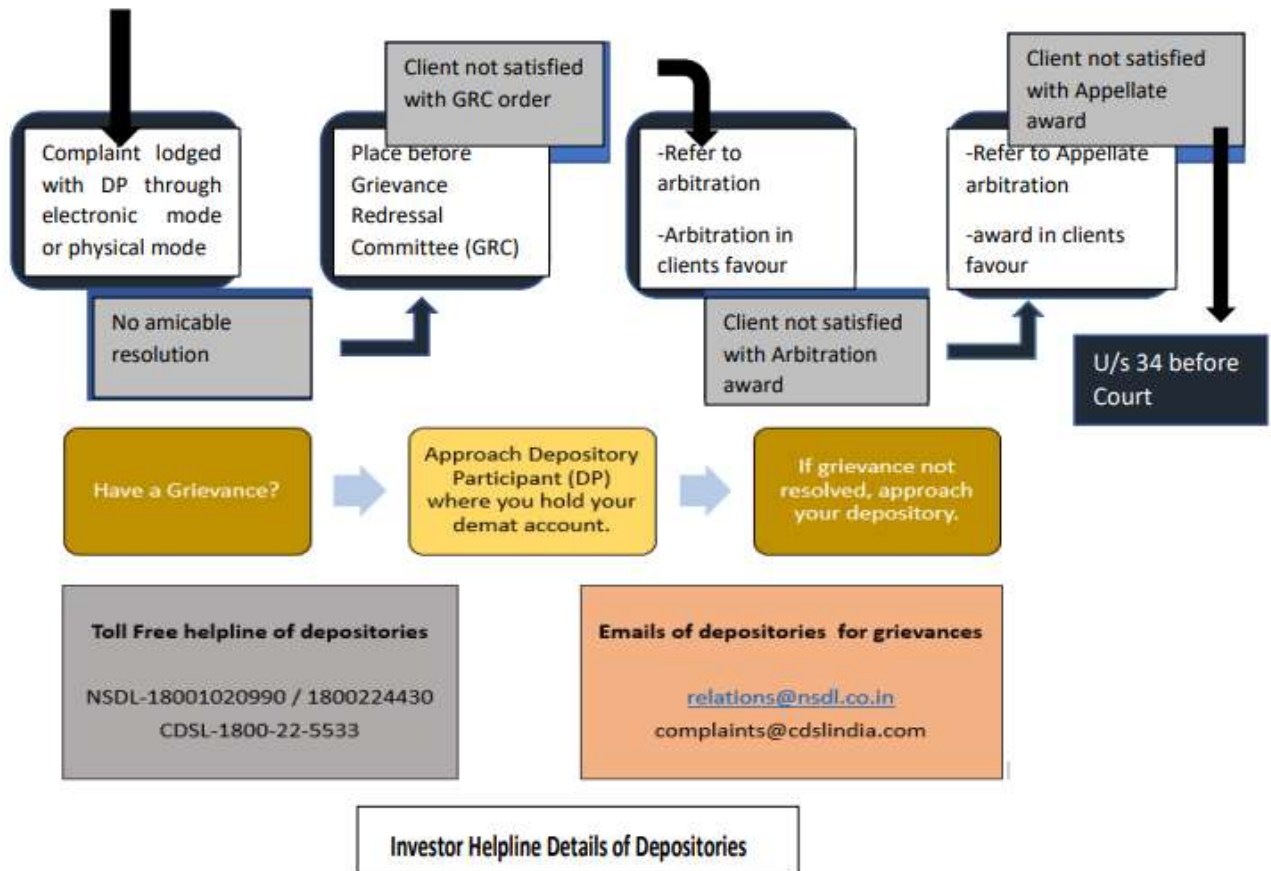 Client not satisfied
with GRC order
Client not satisfied
with Appellate
award
Complaint lodged
with DP through
electronic mode
or physical mode
Place before
Grievance
Redressal
Committee (GRC)
-Refer to
arbitration
-Arbitration in
clients favour
-Refer to Appellate
arbitration
-award in clients
favour
No amicable
resolution
Client not satisfied
with Arbitration
award
U/s 34 before
Court
Have a Grievance?
Approach Depository
Participant (DP)
where you hold your
demat account.
If grievance not
resolved, approach
your depository.
Toll Free helpline of depositories
NSDL-18001020990 / 1800224430
CDSL-1800-22-5533
Emails of depositories for grievances
relations@nsdl.co.in
complaints@cdslindia.com
Investor Helpline Details of Depositories